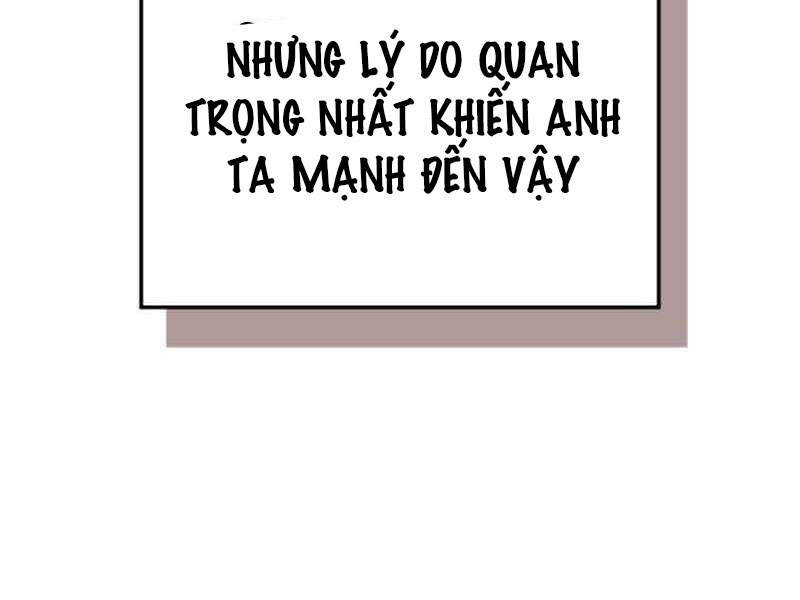 NHƯNG LÝ DO QUAN
TRỌNG NHẤT KHIẾN ANH
TA MẠNH ĐẾN VẬY